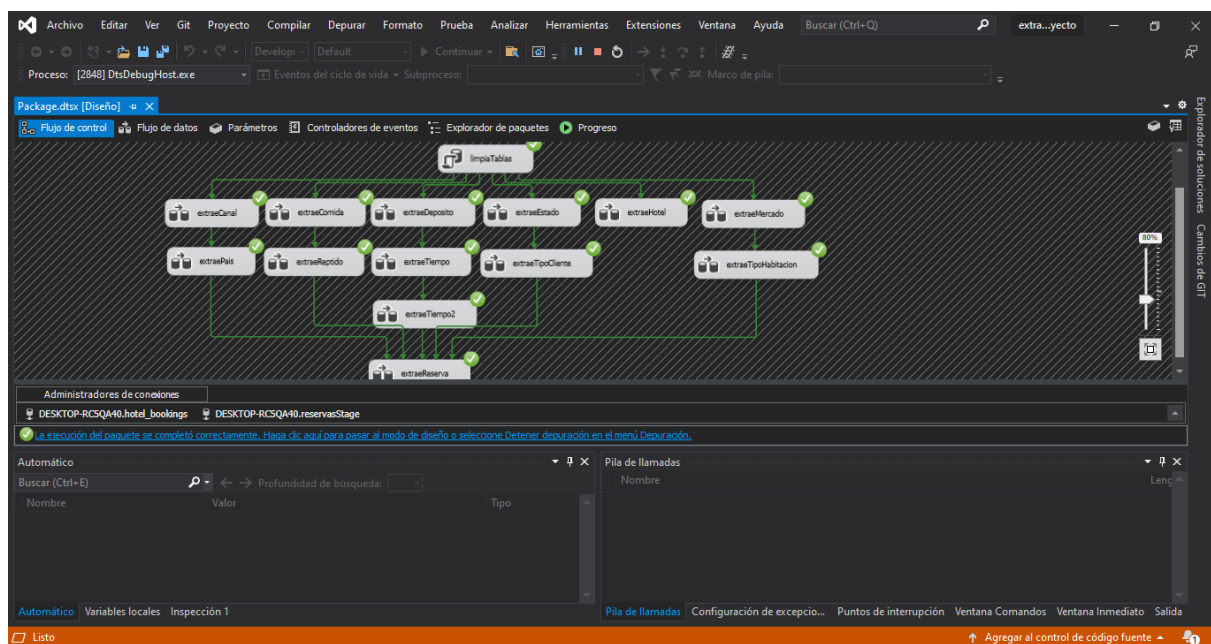 Archivo Editar Ver Git Proyecto Compilar Depurar Formato Prueba Analizar Herramientas Extensiones Ventana Ayuda Buscar (Ctrl+Q) extra...yecto
Develop Default Continuar
Proceso: [2848] DtsDebugHost.exe Eventos del ciclo de vida Subproceso: Marco de pila:
Package.dtsx [Diseño]
Flujo de control Flujo de datos Parámetros Controladores de eventos Explorador de paquetes Progreso
limpiaTablas
extraeCanal extraeComida extraeDeposito extraeEstado extraeHotel extraeMercado
extraePais extraeReptido extraeTiempo extraeTipoCliente extraeTipoHabitacion
extraeTiempo2
extraeReserva
80%
Explorador de soluciones
Cambios de GIT
Administradores de conexiones
DESKTOP-RC5QA40.hotel_bookings DESKTOP-RC5QA40.reservasStage
La ejecución del paquete se completó correctamente. Haga clic aquí para pasar al modo de diseño o seleccione Detener depuración en el menú Depuración.
Automático Pila de llamadas
Buscar (Ctrl+E) Profundidad de búsqueda: Nombre Leng
Nombre Valor Tipo
Automático Variables locales Inspección 1 Pila de llamadas Configuración de excepcio... Puntos de interrupción Ventana Comandos Ventana Inmediato Salida
Listo Agregar al control de código fuente 1